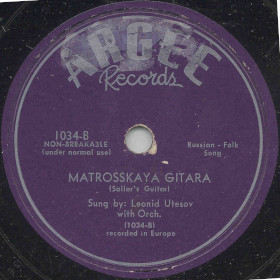 ARGEE
Records
1034-B
NON-BREAKABLE
(under normal use)
Russian - Folk
Song
MATROSSKAYA GITARA
(Sailer's Guitar)
Sung by: Leonid Utesov
with Orch.
(1034-B)
recorded in Europe